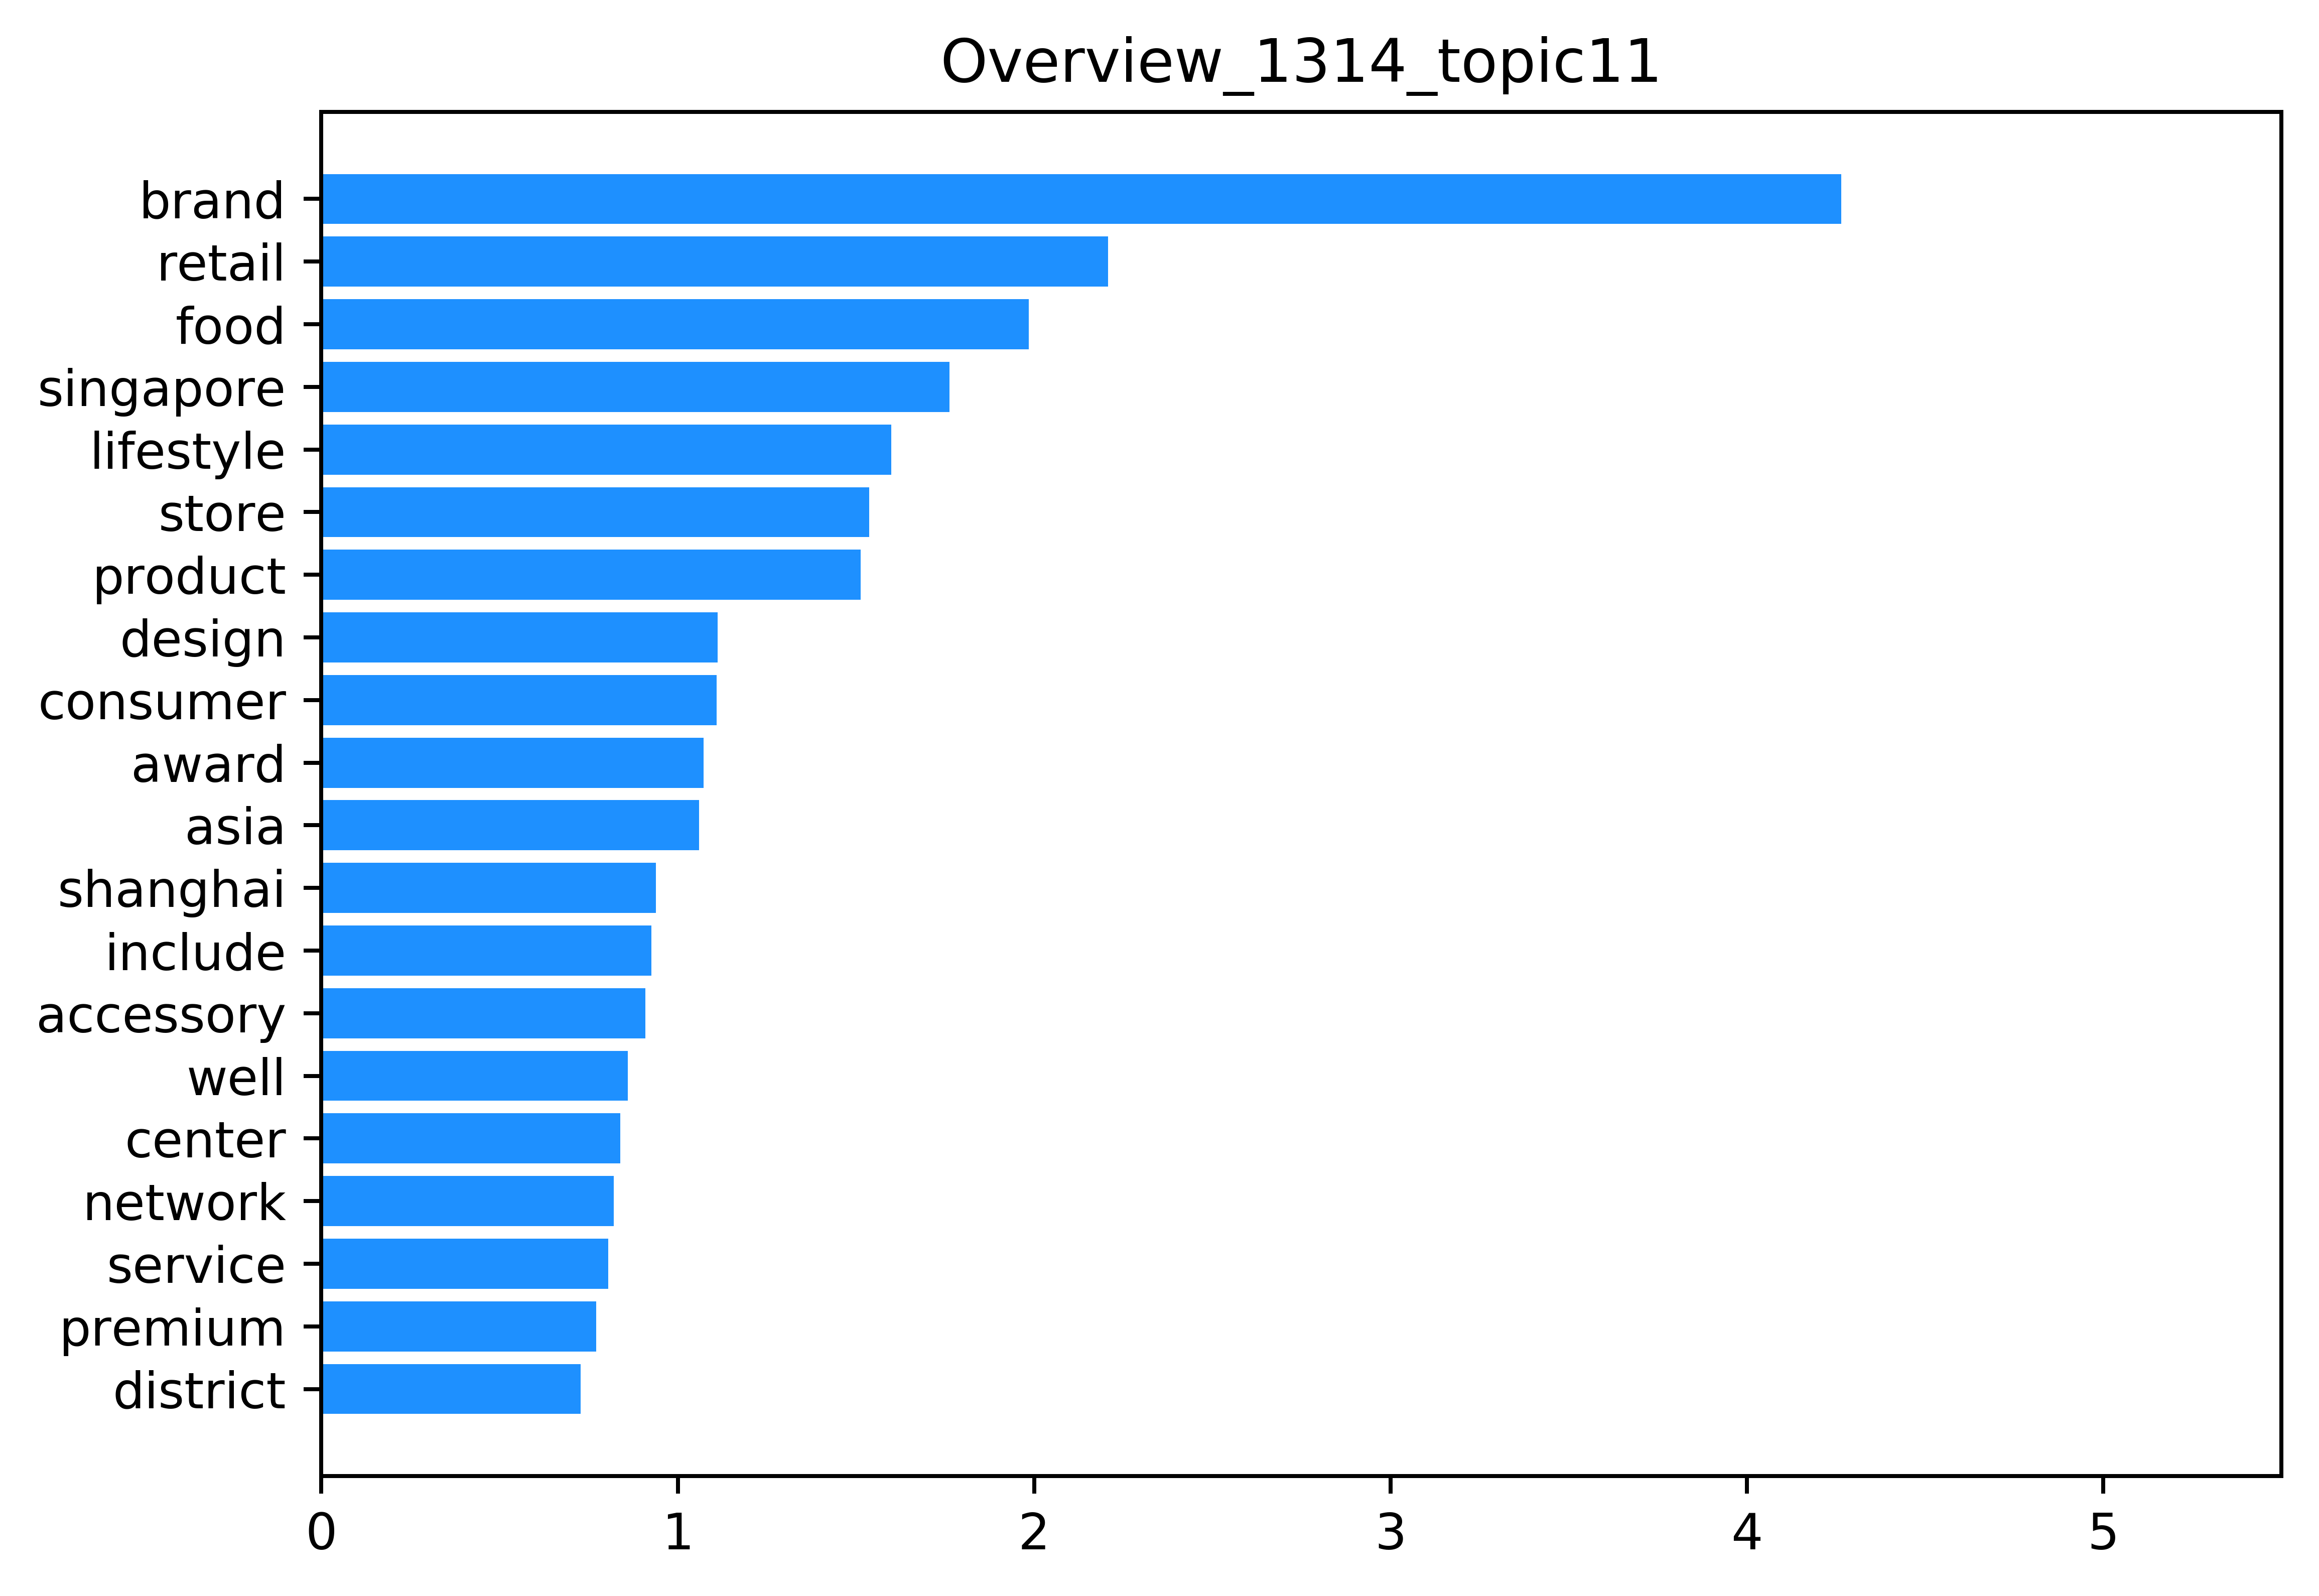 Overview_1314_topic11
brand
retail
food
singapore
lifestyle
store
product
design
consumer
award
asia
shanghai
include
accessory
well
center
network
service
premium
district
0 1 2 3 4 5